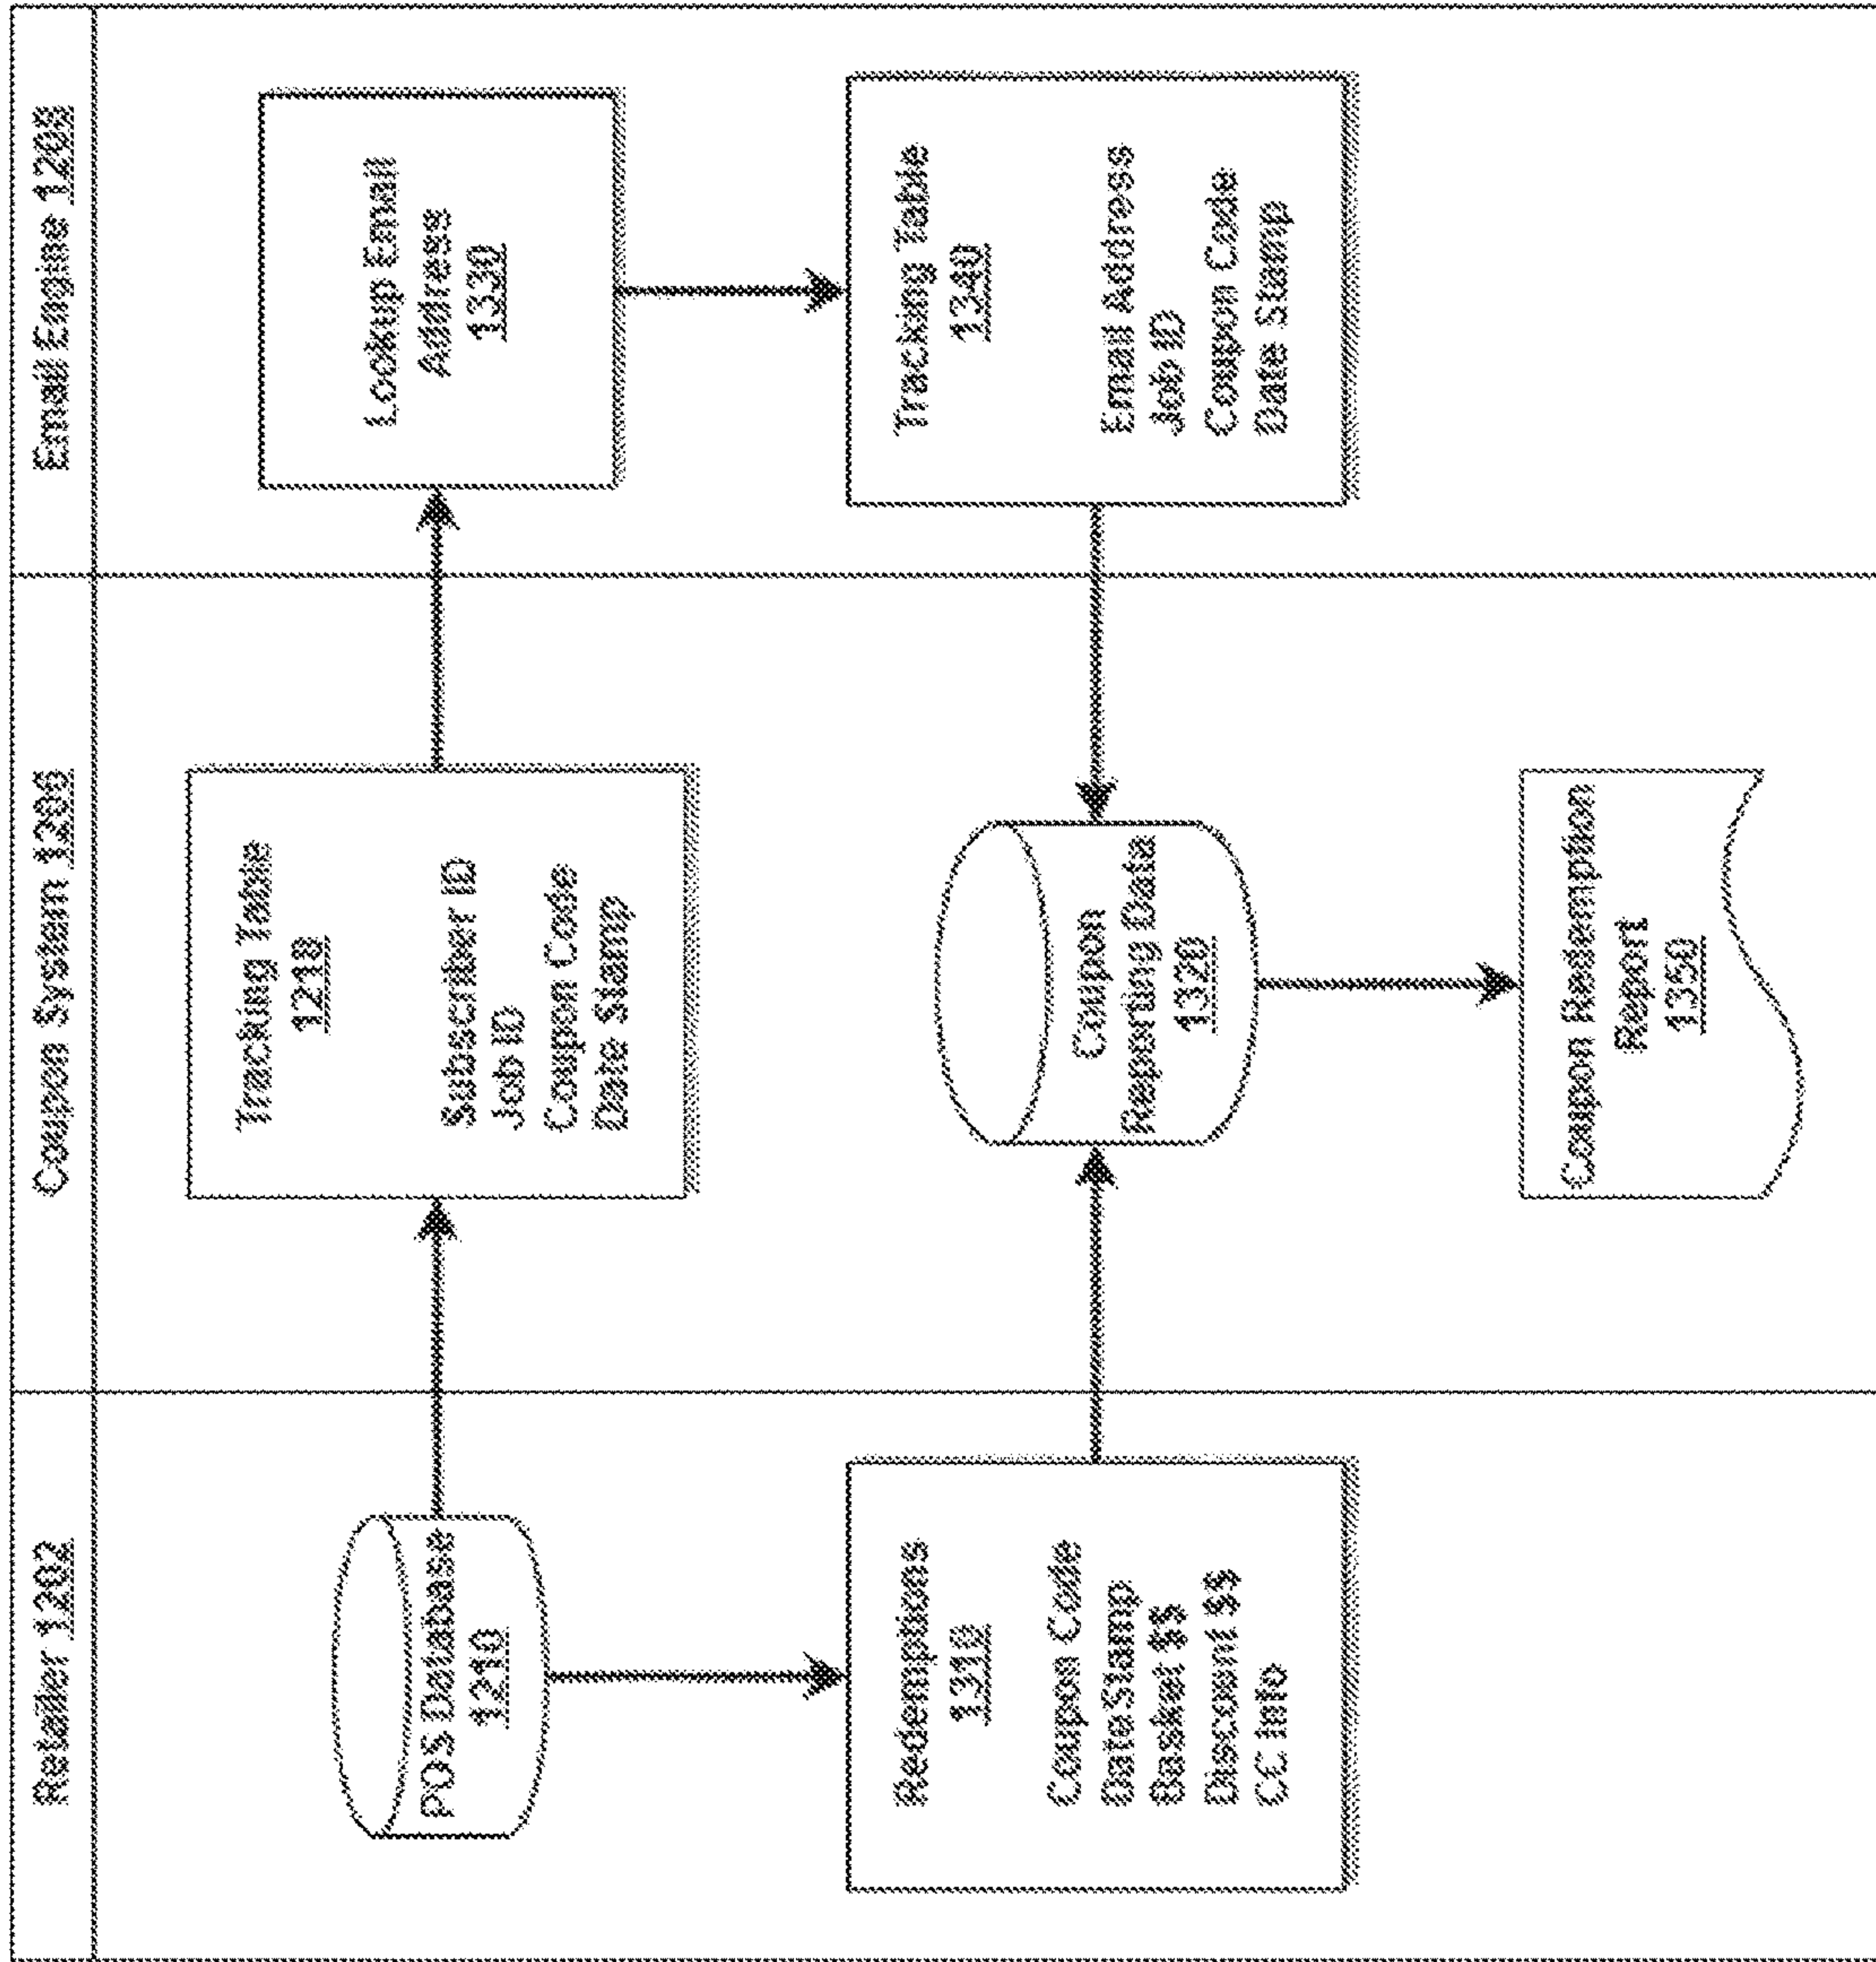 Retailer 1202
Coupon System 1206
Email Engine 1208
POS Database
1210
Tracking Table
1218
Subscriber ID
Job ID
Coupon Code
Date Stamp
Lookup Email
Address
1330
Redemptions
1310
Coupon Code
Date Stamp
Basket $$
Discount $$
CC Info
Coupon
Reporting Data
1320
Tracking Table
1340
Email Address
Job ID
Coupon Code
Date Stamp
Coupon Redemption
Report
1350